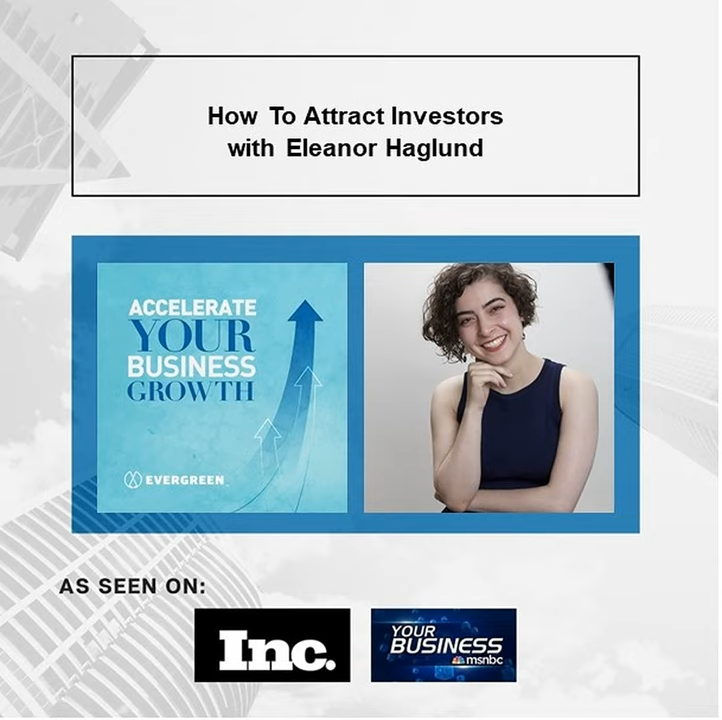 How To Attract Investors
with Eleanor Haglund
ACCELERATE
YOUR
BUSINESS
GROWTH
EVERGREEN
AS SEEN ON:
Inc.
YOUR
BUSINESS
msnbc